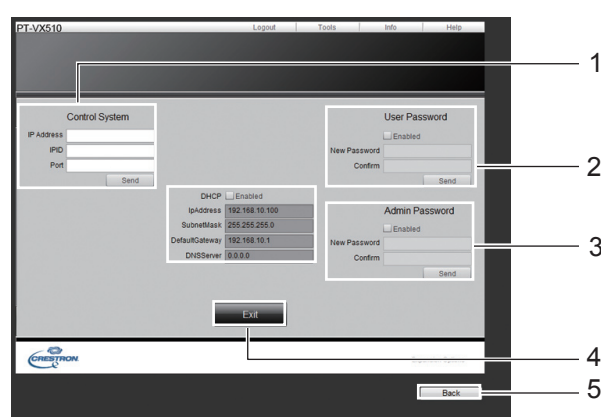 PT-VX510 Logout Tools Info Help
1
Control System
IP Address
IPID
Port
Send
User Password
Enabled
New Password
Confirm
Send
2
DHCP Enabled
IpAddress 192.168.10.100
SubnetMask 255.255.255.0
DefaultGateway 192.168.10.1
DNSServer 0.0.0.0
Admin Password
Enabled
New Password
Confirm
Send
3
Exit
4
CRESTRON
Back
5